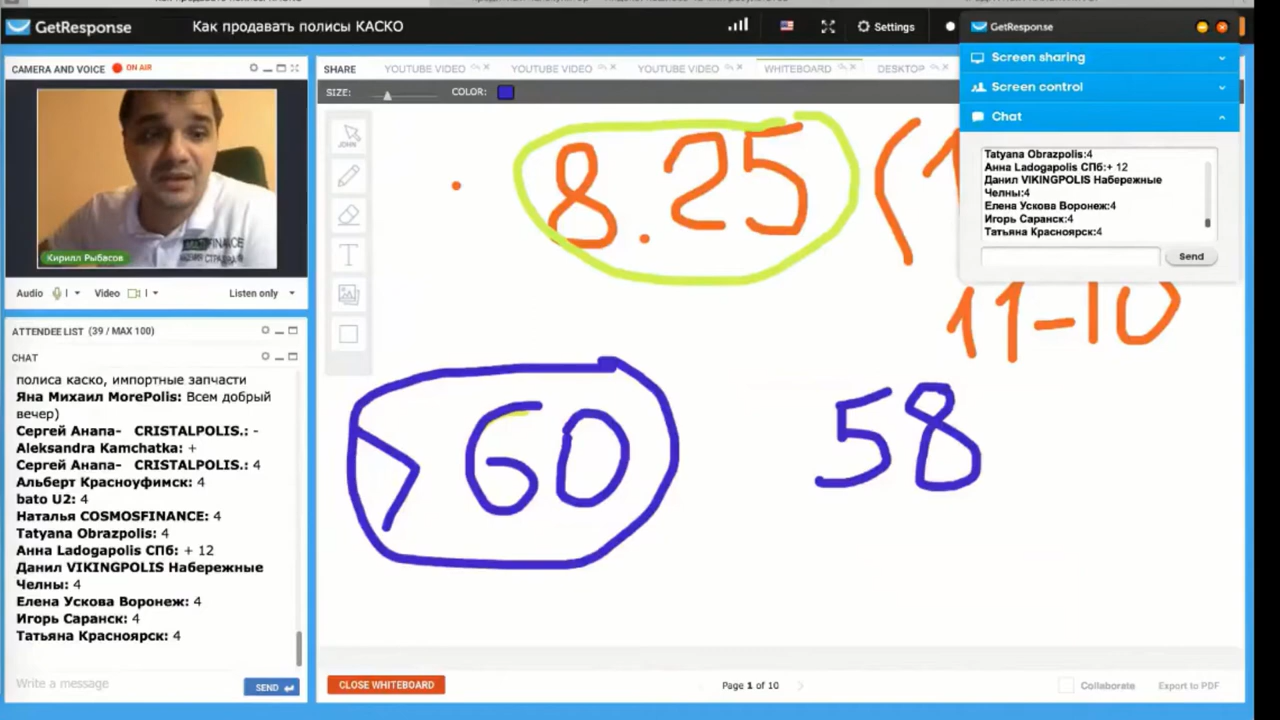 GetResponse
Как продавать полисы КАСКО
Settings
GetResponse
CAMERA AND VOICE
ON AIR
SHARE
YOUTUBE VIDEO
YOUTUBE VIDEO
YOUTUBE VIDEO
WHITEBOARD
DESKTOP
SIZE:
COLOR:
Screen sharing
Screen control
Chat
Tatyana Obrazpolis:4
Анна Ladogapolis СПб:+ 12
Данил VIKINGPOLIS Набережные
Челны:4
Елена Ускова Воронеж:4
Игорь Саранск:4
Татьяна Красноярск:4
Send
JOHN
T
8.25
(1
11-10
> 60
58
FINANCE
Кирилл Рыбасов
Audio
Video
Listen only
ATTENDEE LIST (39 / MAX 100)
CHAT
полиса каско, импортные запчасти
Яна Михаил MorePolis: Всем добрый
вечер)
Сергей Анапа- CRISTALPOLIS.: -
Aleksandra Kamchatka: +
Сергей Анапа- CRISTALPOLIS.: 4
Альберт Красноуфимск: 4
bato U2: 4
Наталья COSMOSFINANCE: 4
Tatyana Obrazpolis: 4
Анна Ladogapolis СПб: + 12
Данил VIKINGPOLIS Набережные
Челны: 4
Елена Ускова Воронеж: 4
Игорь Саранск: 4
Татьяна Красноярск: 4
Write a message
SEND
CLOSE WHITEBOARD
Page 1 of 10
Collaborate
Export to PDF